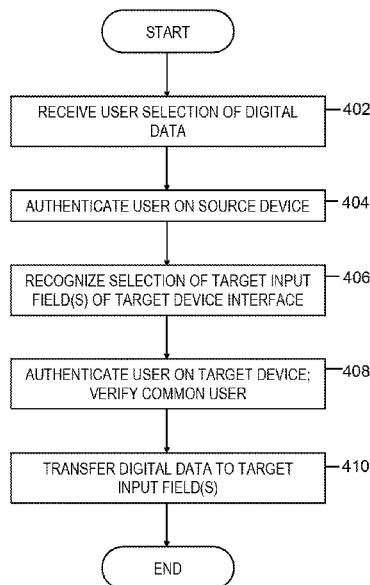 START
RECEIVE USER SELECTION OF DIGITAL
DATA
402
AUTHENTICATE USER ON SOURCE DEVICE
404
RECOGNIZE SELECTION OF TARGET INPUT
FIELD(S) OF TARGET DEVICE INTERFACE
406
AUTHENTICATE USER ON TARGET DEVICE;
VERIFY COMMON USER
408
TRANSFER DIGITAL DATA TO TARGET
INPUT FIELD(S)
410
END